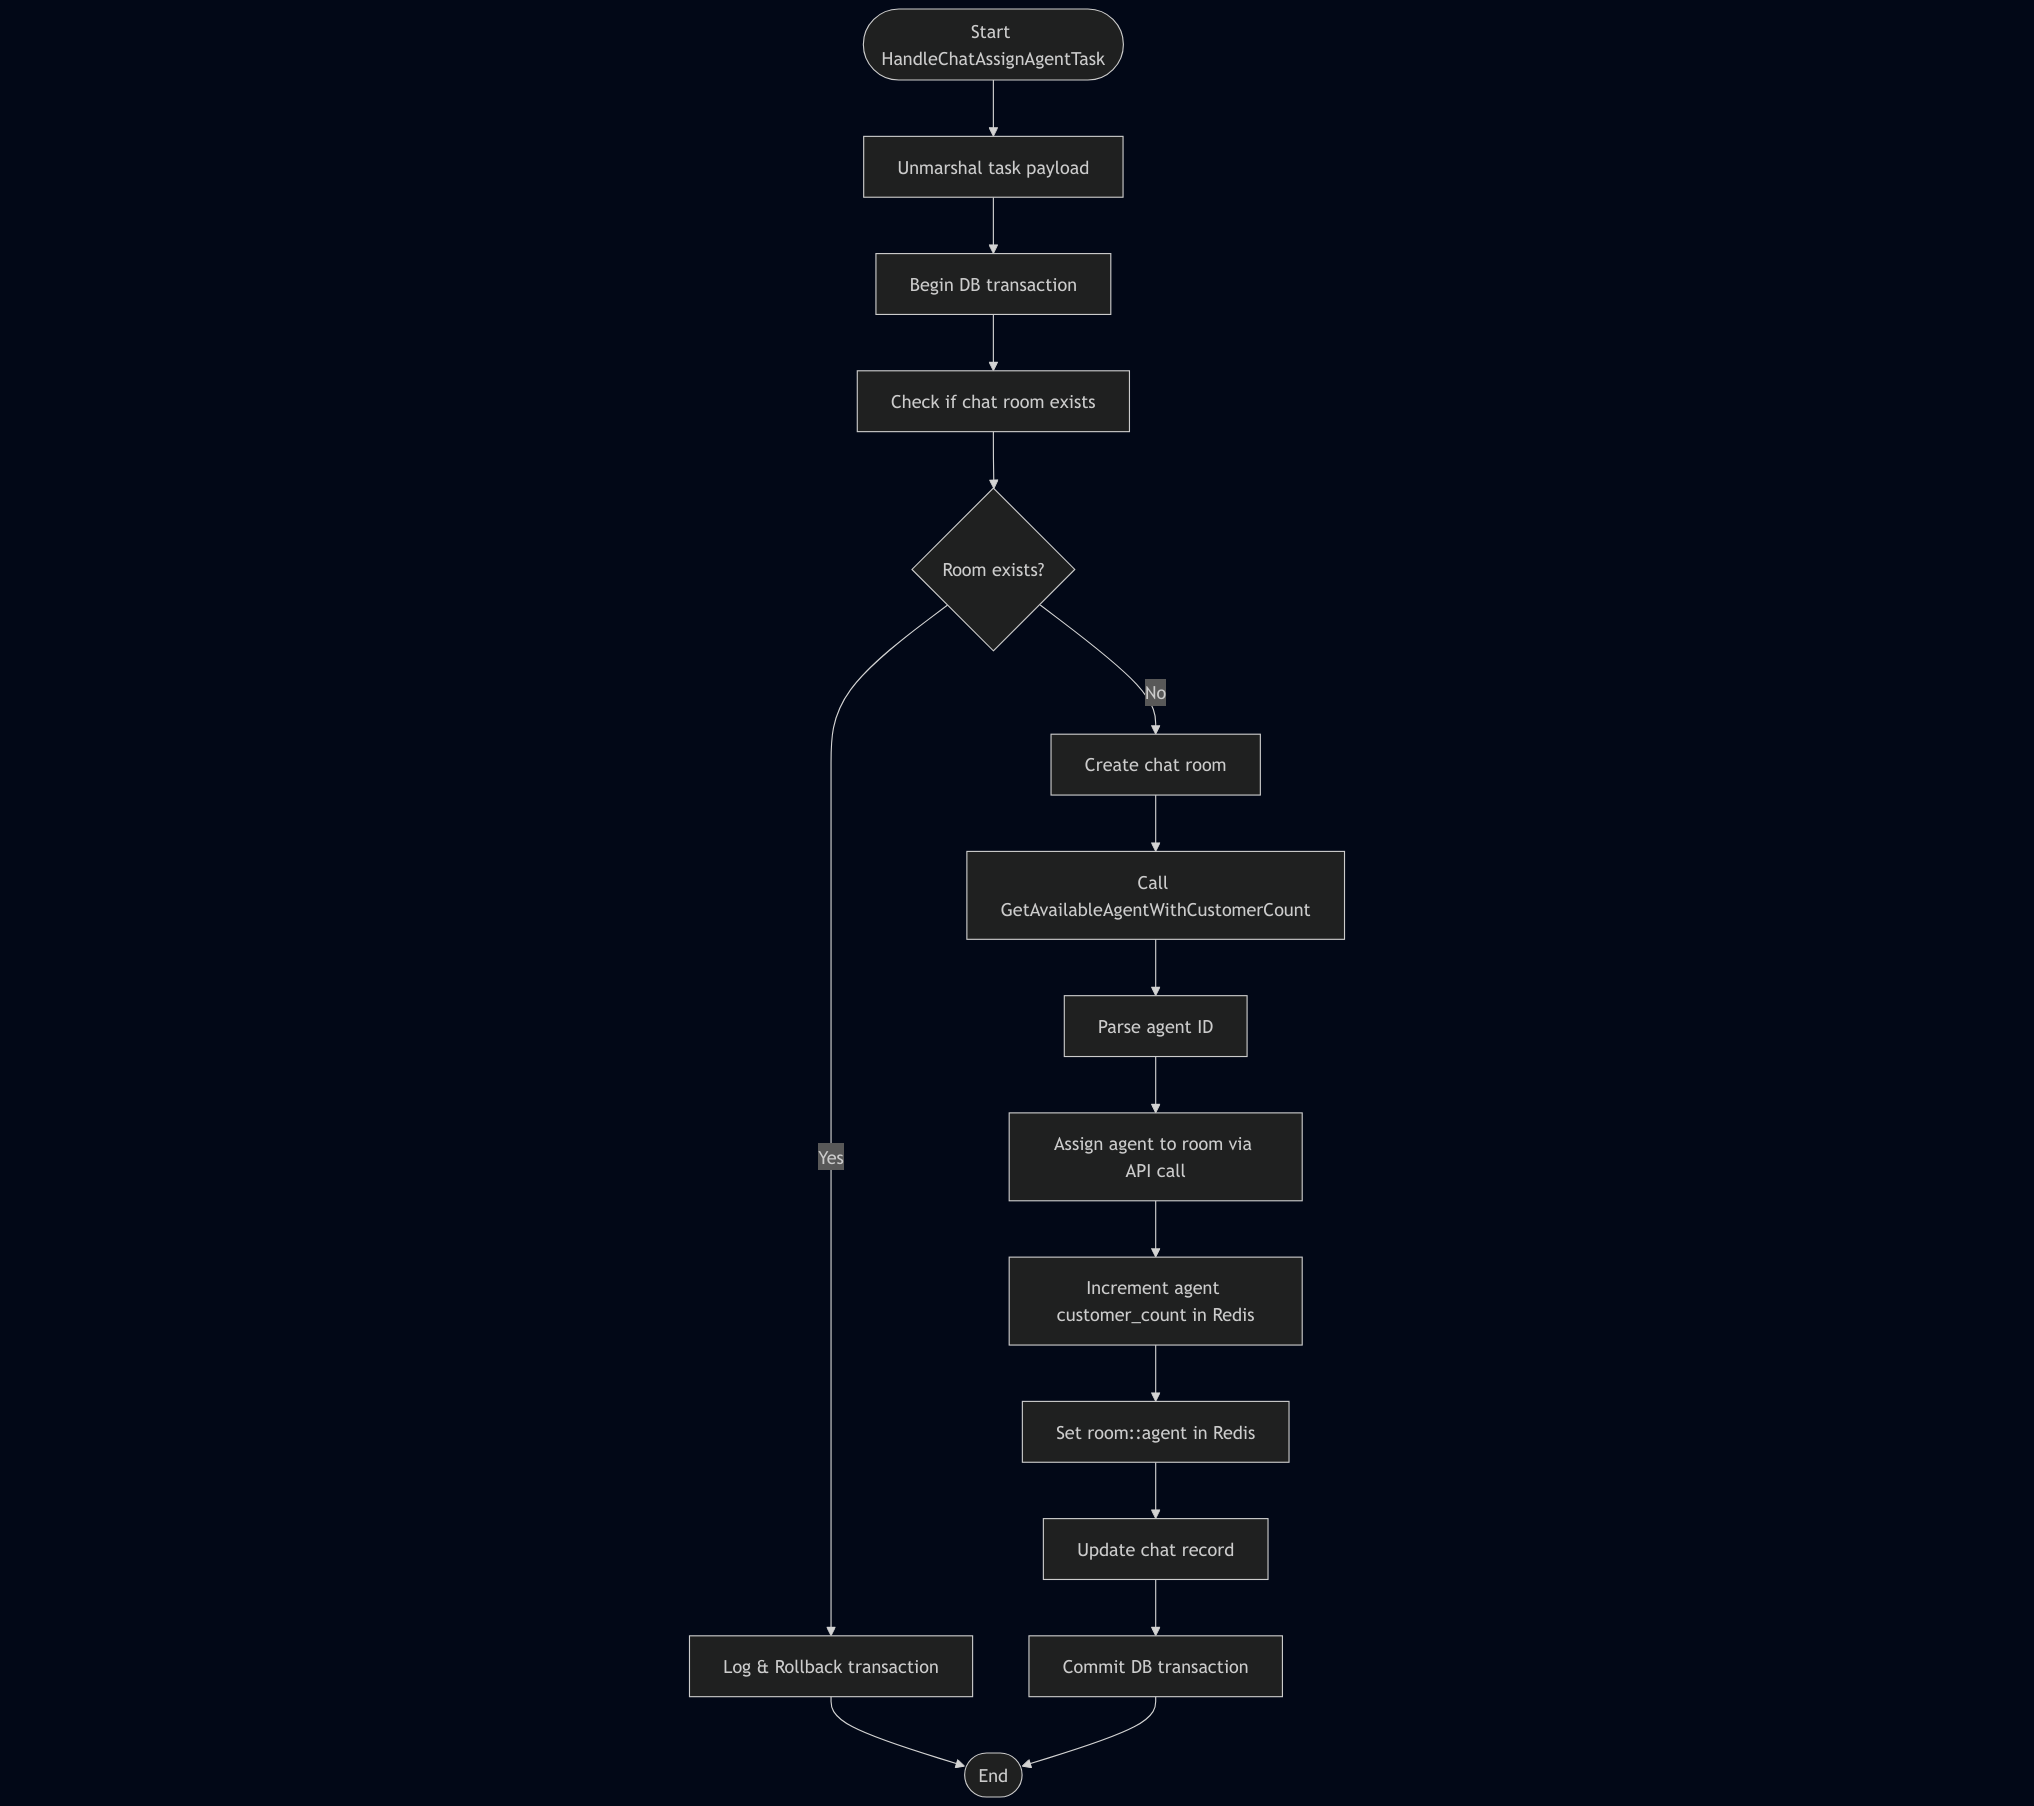 Start
HandleChatAssignAgentTask
Unmarshal task payload
Begin DB transaction
Check if chat room exists
Room exists?
No
Create chat room
Call
GetAvailableAgentWithCustomerCount
Parse agent ID
Assign agent to room via
API call
Yes
Increment agent
customer_count in Redis
Set room::agent in Redis
Update chat record
Log & Rollback transaction
Commit DB transaction
End